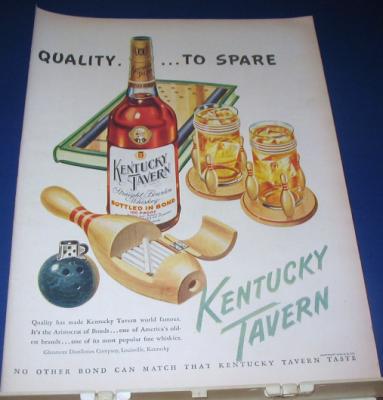 QUALITY. . . . TO SPARE
KENTUCKY
TAVERN
Straight Bourbon
Whiskey
BOTTLED IN BOND
100 PROOF
KENTUCKY
TAVERN
Quality has made Kentucky Tavern world famous.
It's the Aristocrat of Bonds...one of America's old-
est brands...one of its most popular fine whiskies.
Glenmore Distilleries Company, Louisville, Kentucky
NO OTHER BOND CAN MATCH THAT KENTUCKY TAVERN TASTE